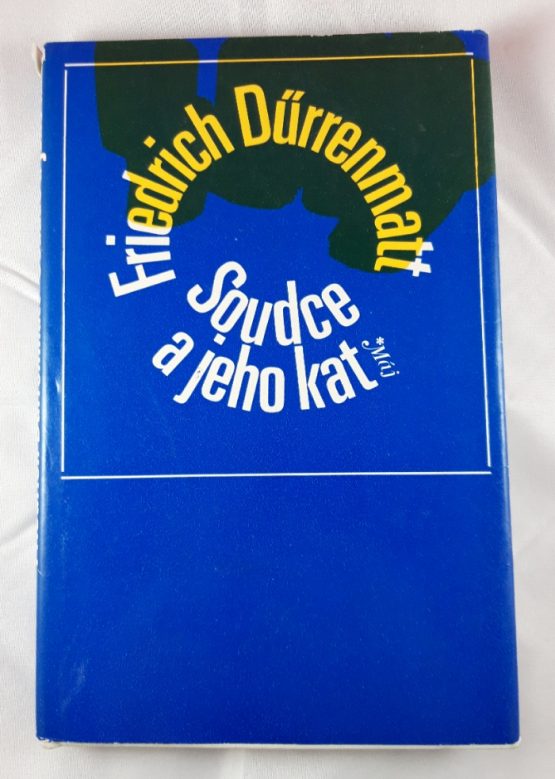 Friedrich Dűrrenmatt
Soudce
a jeho kat
*Máj